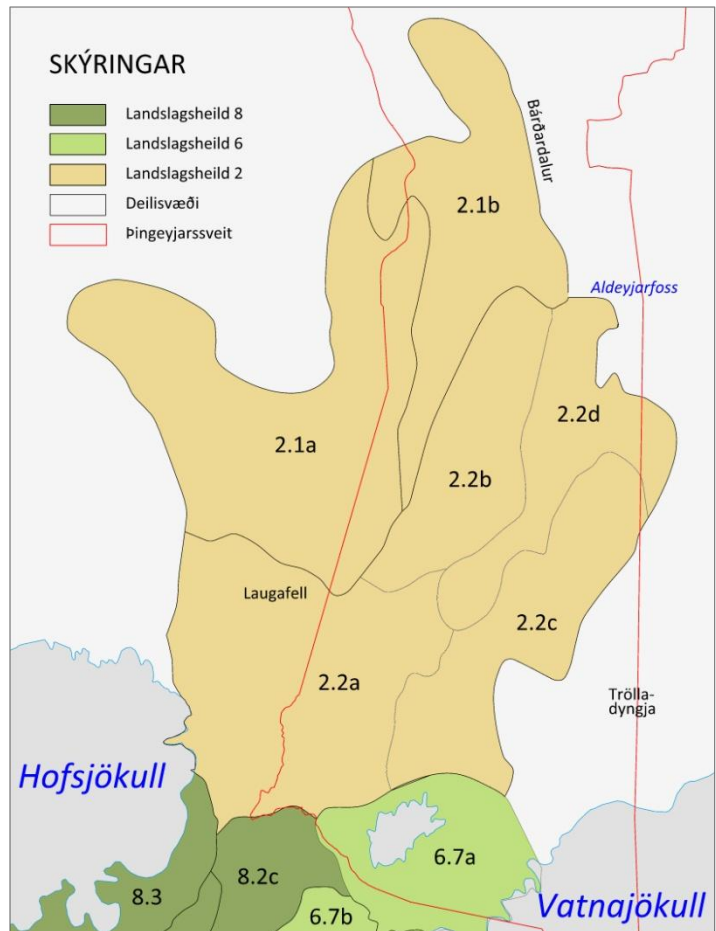 SKÝRINGAR
Landslagsheild 8
Landslagsheild 6
Landslagsheild 2
Deilisvæði
Þingeyjarssveit
Bárðardalur
2.1b
Aldeyjarfoss
2.1a
2.2d
2.2b
Laugafell
2.2c
2.2a
Trölla-
dyngja
Hofsjökull
6.7a
8.3
8.2c
6.7b
Vatnajökull